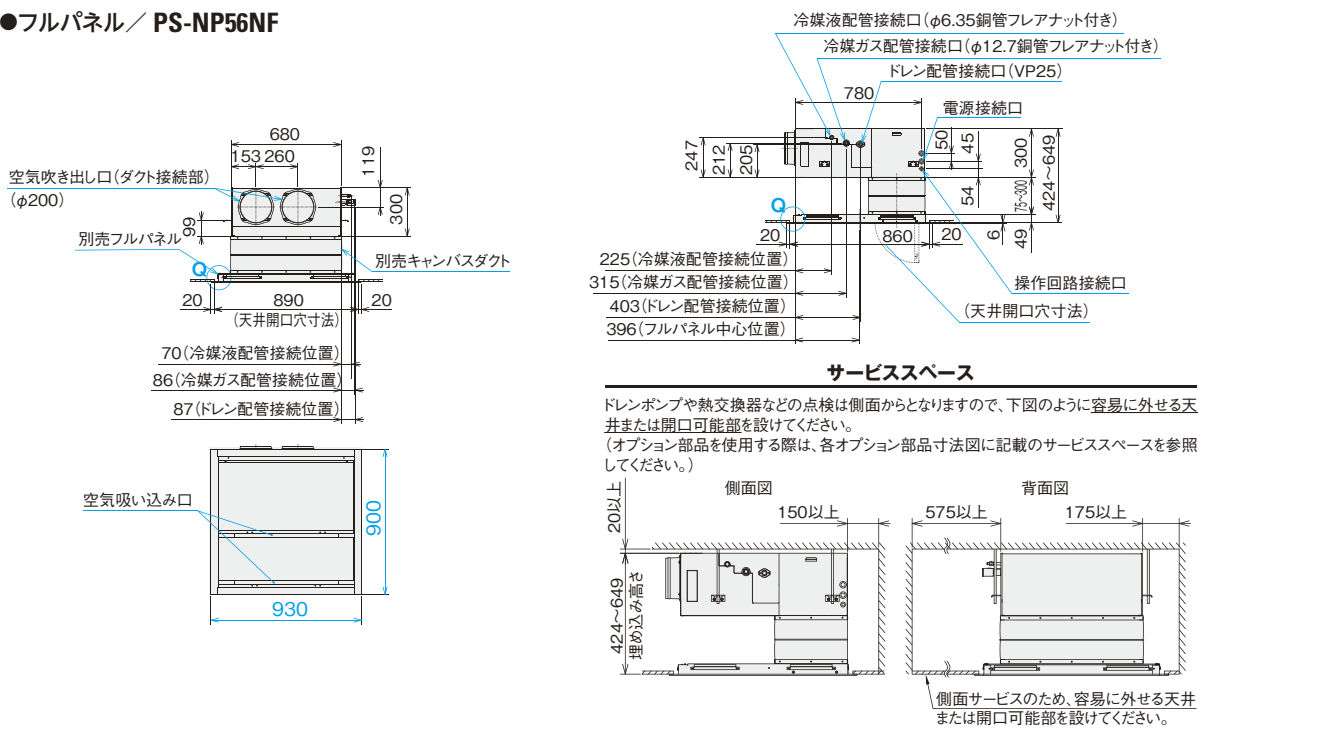 ●フルパネル／ PS-NP56NF
680
153 260
119
空気吹き出し口（ダクト接続部）
（φ200）
300
99
別売フルパネル
Q
別売キャンバスダクト
20 890 20
（天井開口穴寸法）
70（冷媒液配管接続位置）
86（冷媒ガス配管接続位置）
87（ドレン配管接続位置）
空気吸い込み口
900
930
冷媒液配管接続口（φ6.35銅管フレアナット付き）
冷媒ガス配管接続口（φ12.7銅管フレアナット付き）
ドレン配管接続口（VP25）
780
電源接続口
247
212
205
50
45
54
300
75~300
424~649
Q
20 860 20
6
49
225（冷媒液配管接続位置）
315（冷媒ガス配管接続位置）
403（ドレン配管接続位置）
396（フルパネル中心位置）
操作回路接続口
（天井開口穴寸法）
サービススペース
ドレンポンプや熱交換器などの点検は側面からとなりますので、下図のように容易に外せる天
井または開口可能部を設けてください。
（オプション部品を使用する際は、各オプション部品寸法図に記載のサービススペースを参照
してください。）
側面図
20以上
150以上
424~649
埋め込み高さ
背面図
575以上
175以上
側面サービスのため、容易に外せる天井
または開口可能部を設けてください。